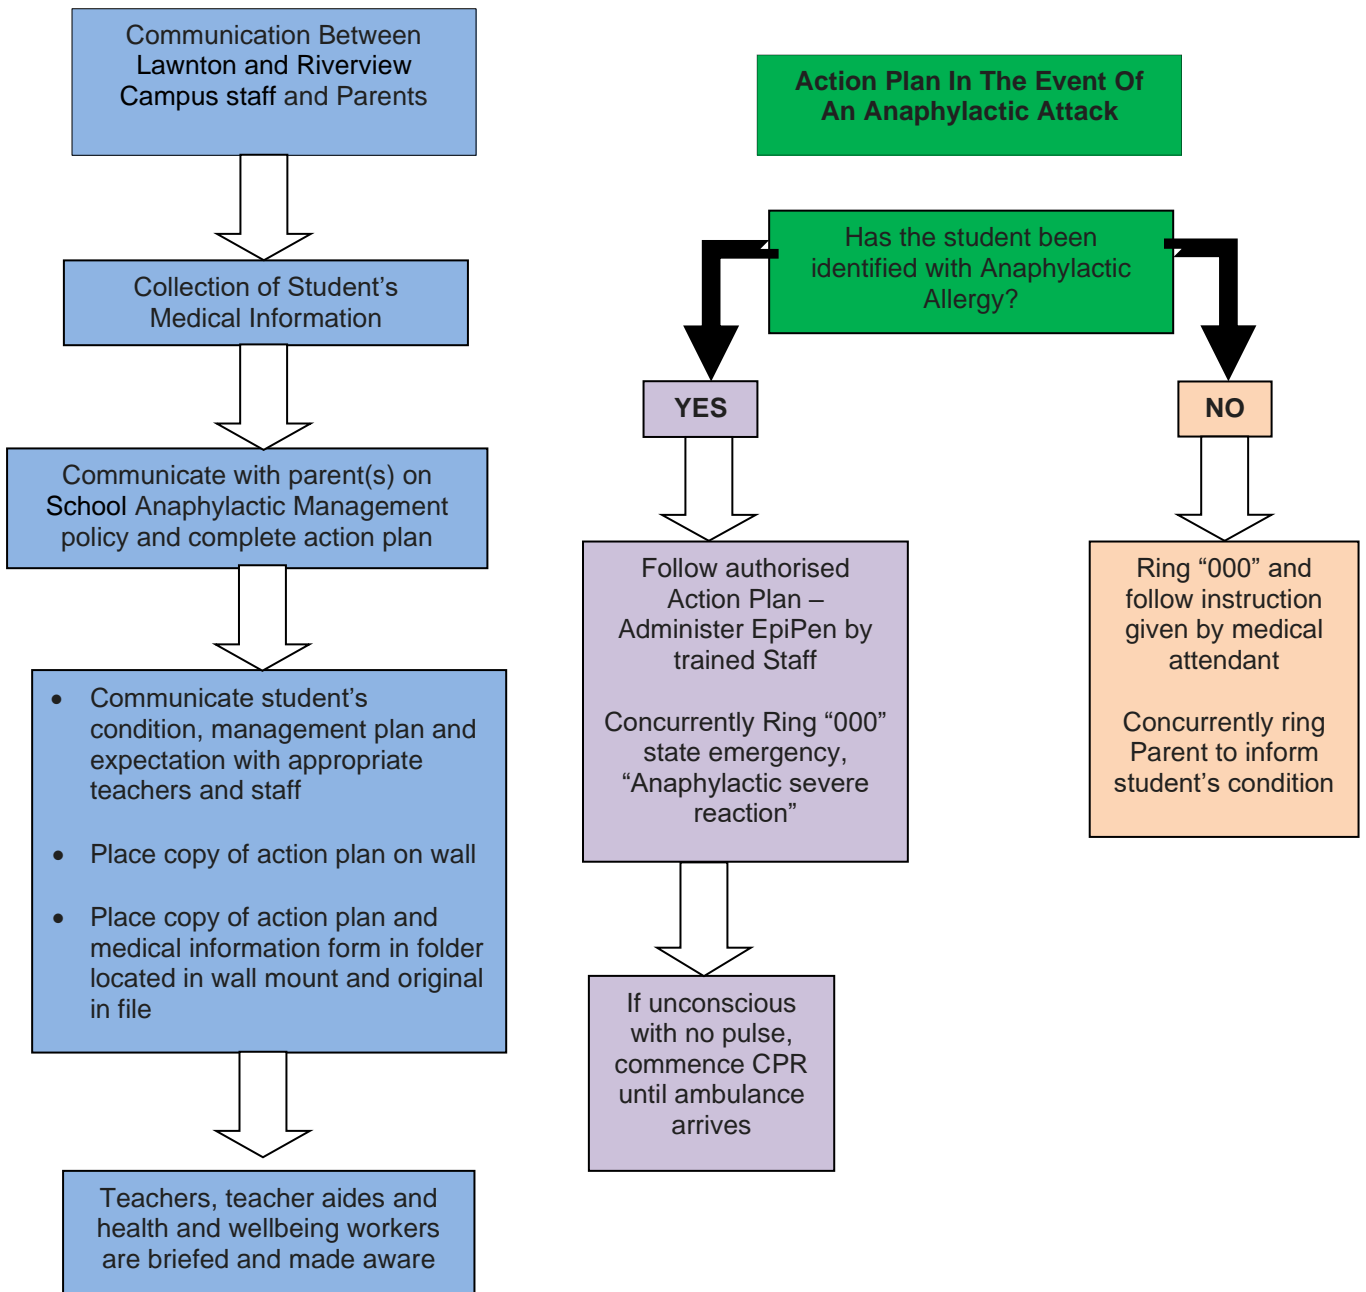 Communication Between
Lawnton and Riverview
Campus staff and Parents
Collection of Student’s
Medical Information
Communicate with parent(s) on
School Anaphylactic Management
policy and complete action plan
• Communicate student’s
condition, management plan and
expectation with appropriate
teachers and staff
• Place copy of action plan on wall
• Place copy of action plan and
medical information form in folder
located in wall mount and original
in file
Teachers, teacher aides and
health and wellbeing workers
are briefed and made aware
Action Plan In The Event Of
An Anaphylactic Attack
Has the student been
identified with Anaphylactic
Allergy?
YES
Follow authorised
Action Plan –
Administer EpiPen by
trained Staff
Concurrently Ring “000”
state emergency,
“Anaphylactic severe
reaction”
If unconscious
with no pulse,
commence CPR
until ambulance
arrives
NO
Ring “000” and
follow instruction
given by medical
attendant
Concurrently ring
Parent to inform
student’s condition